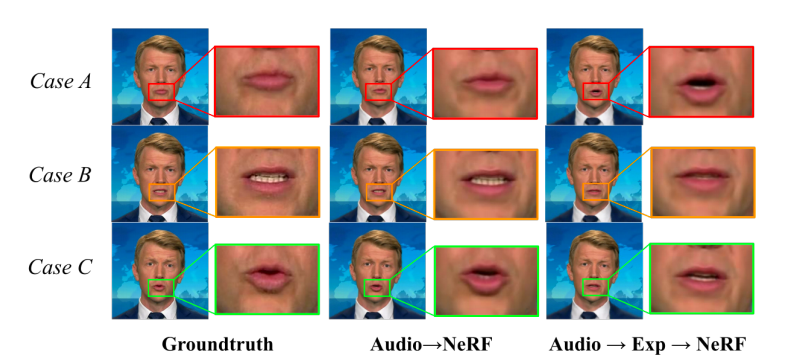 Case A
Case B
Case C
Groundtruth
Audio→NeRF
Audio → Exp → NeRF